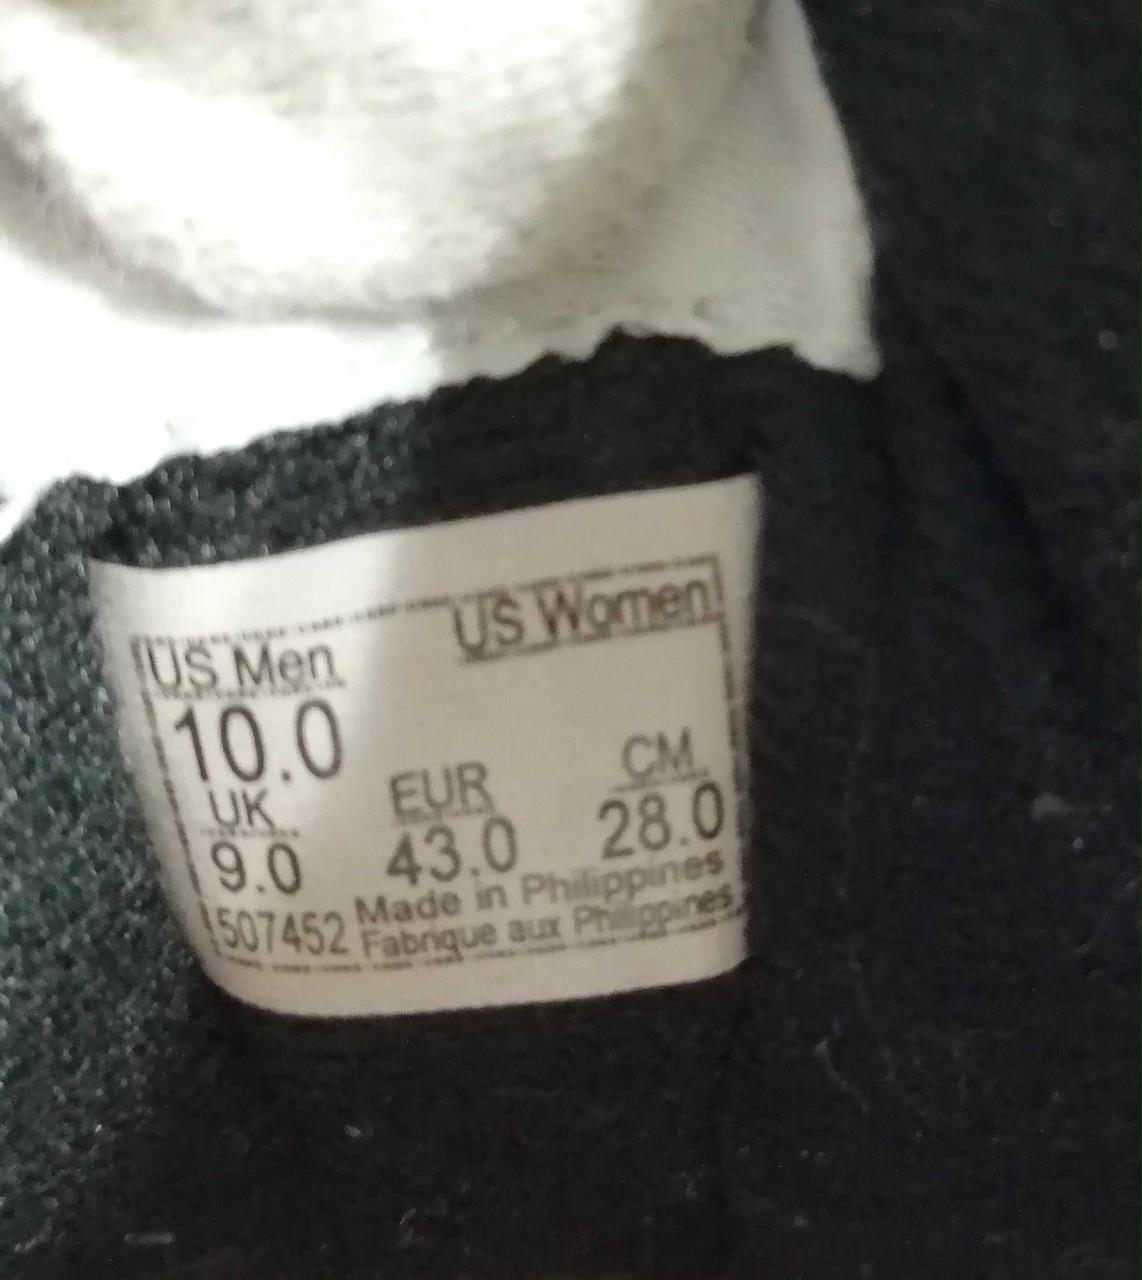 US Men US Women
10.0
UK EUR CM
9.0 43.0 28.0
Made in Philippines
507452 Fabrique aux Philippines